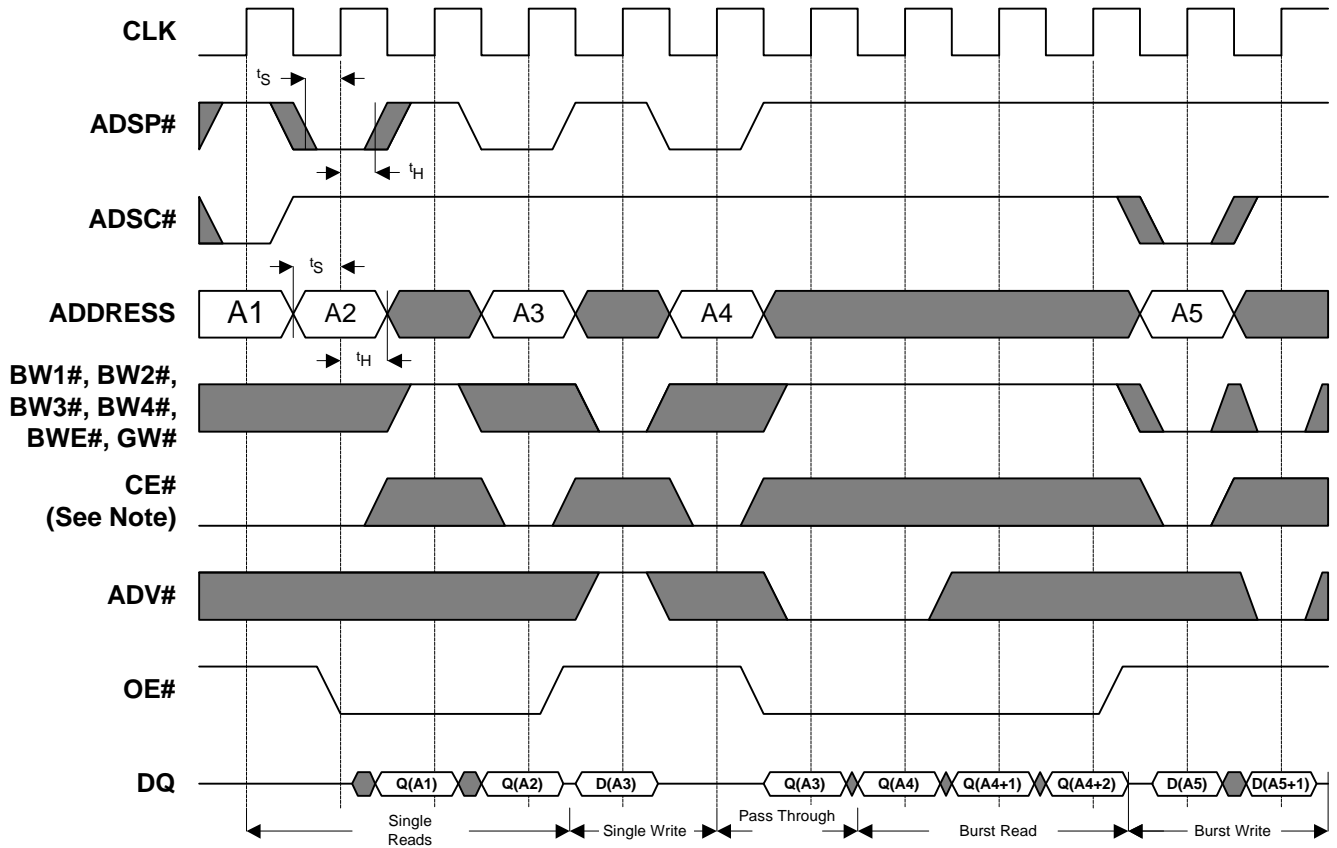 CLK
tS
ADSP#
tH
ADSC#
tS
ADDRESS
A1
A2
A3
A4
A5
tH
BW1#, BW2#,
BW3#, BW4#,
BWE#, GW#
CE#
(See Note)
ADV#
OE#
DQ
Q(A1)
Q(A2)
D(A3)
Q(A3)
Q(A4)
Q(A4+1)
Q(A4+2)
D(A5)
D(A5+1)
Single
Reads
Single Write
Pass Through
Burst Read
Burst Write